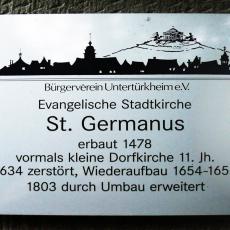 Bürgerverein Untertürkheim e.V.
Evangelische Stadtkirche
St. Germanus
erbaut 1478
vormals kleine Dorfkirche 11. Jh.
634 zerstört, Wiederaufbau 1654-165
1803 durch Umbau erweitert